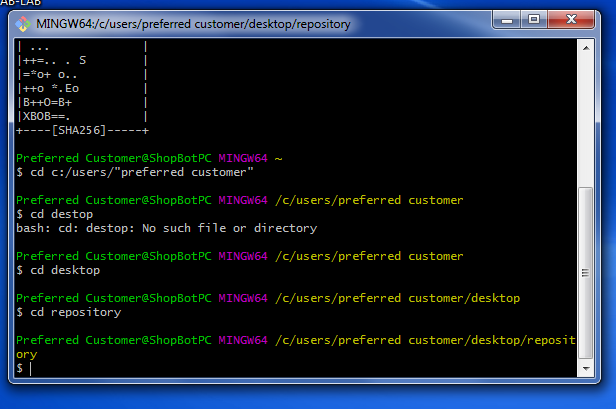 AB-LAB
MINGW64:/c/users/preferred customer/desktop/repository
| ... |
|++=.. . S |
|=*o+ o.. |
|++o *.Eo |
|B++O=B+ |
|XBOB==. |
+----[SHA256]-----+
Preferred Customer@ShopBotPC MINGW64 ~
$ cd c:/users/"preferred customer"
Preferred Customer@ShopBotPC MINGW64 /c/users/preferred customer
$ cd destop
bash: cd: destop: No such file or directory
Preferred Customer@ShopBotPC MINGW64 /c/users/preferred customer
$ cd desktop
Preferred Customer@ShopBotPC MINGW64 /c/users/preferred customer/desktop
$ cd repository
Preferred Customer@ShopBotPC MINGW64 /c/users/preferred customer/desktop/reposit
ory
$